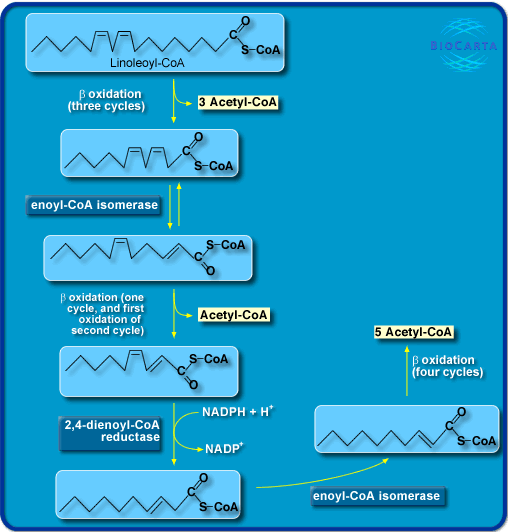 BIOCARTA
O
C
S–CoA
Linoleoyl-CoA
β oxidation
(three cycles)
3 Acetyl-CoA
O
C
S–CoA
enoyl-CoA isomerase
S–CoA
C
O
β oxidation (one
cycle, and first
oxidation of
second cycle)
Acetyl-CoA
5 Acetyl-CoA
β oxidation
(four cycles)
S–CoA
C
O
2,4-dienoyl-CoA
reductase
NADPH + H⁺
NADP⁺
O
C
S–CoA
O
C
S–CoA
enoyl-CoA isomerase